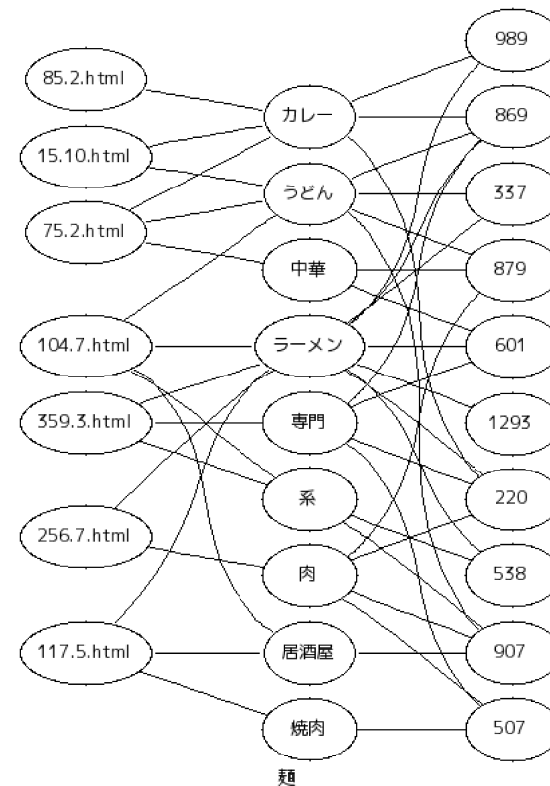 85.2.html
15.10.html
75.2.html
104.7.html
359.3.html
256.7.html
117.5.html
カレー
うどん
中華
ラーメン
専門
系
肉
居酒屋
焼肉
989
869
337
879
601
1293
220
538
907
507
麺